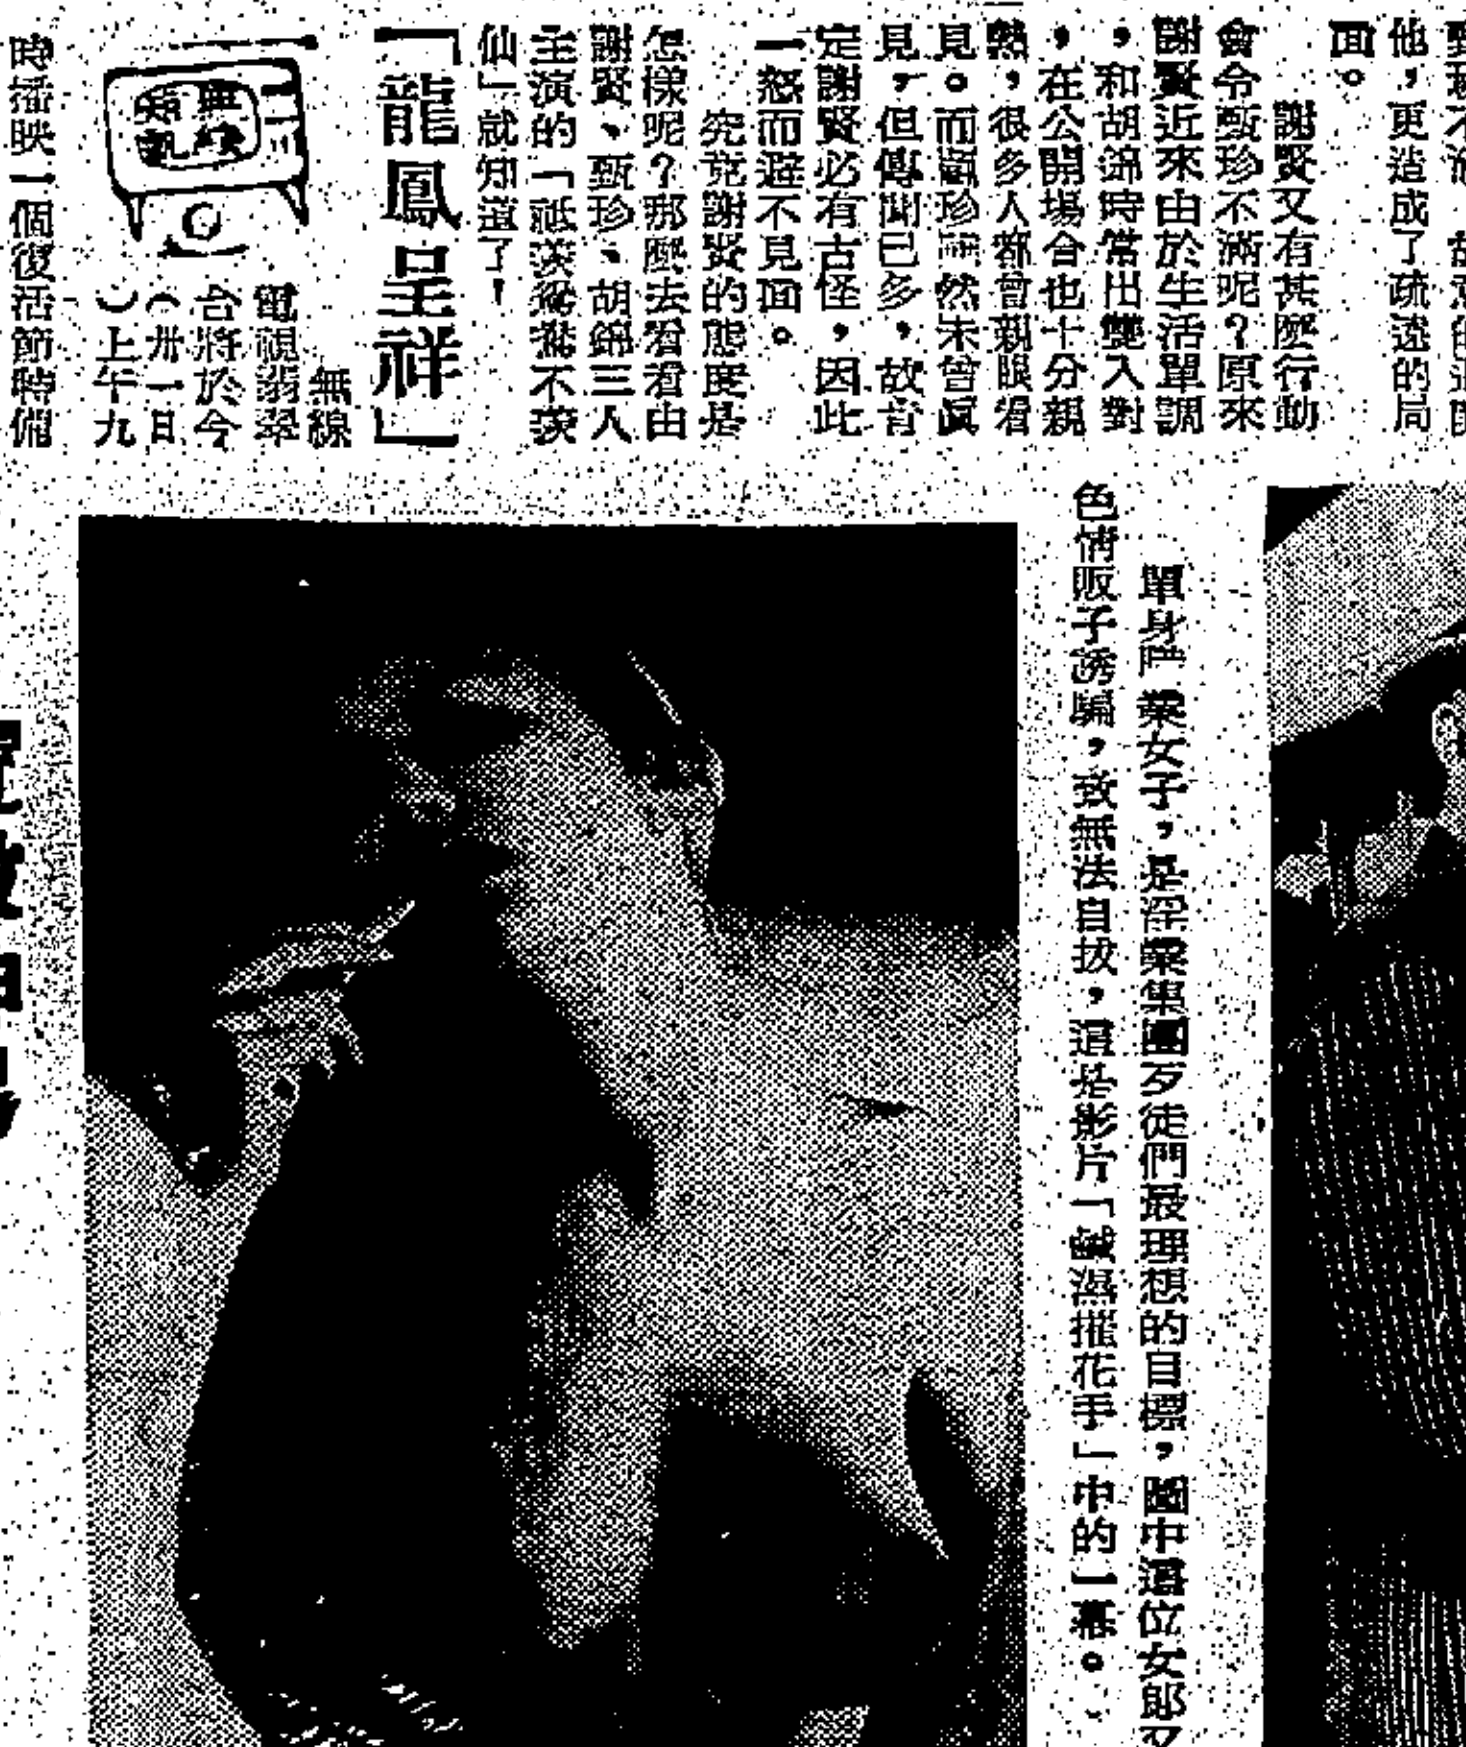 他，更造成了疏遠的局
面。
謝賢又有甚麼行動
會令甄珍不滿呢？原來
謝賢近來由於生活單調
，和胡錦時常出雙入對
，在公開場合也十分親
熱，很多人都曾親眼看
見。而甄珍雖然未曾眞
見，但傳聞已多，故肯
定謝賢必有古怪，因此
一怒而避不見面。
究竟謝賢的態度是
怎樣呢？那麼去看看由
謝賢、甄珍、胡錦三人
主演的「祗羨鴛鴦不羨
仙」就知道了！
「龍鳳呈祥」
無線
短訊
無線
電視翡翠
台將於今
（卅一日
）上午九
時播映一個復活節特備
單身職業女子，是淫業集團歹徒們最理想的目標，圖中這位女郎又
色情販子誘騙，致無法自拔，這是影片「鹹濕摧花手」中的一幕。